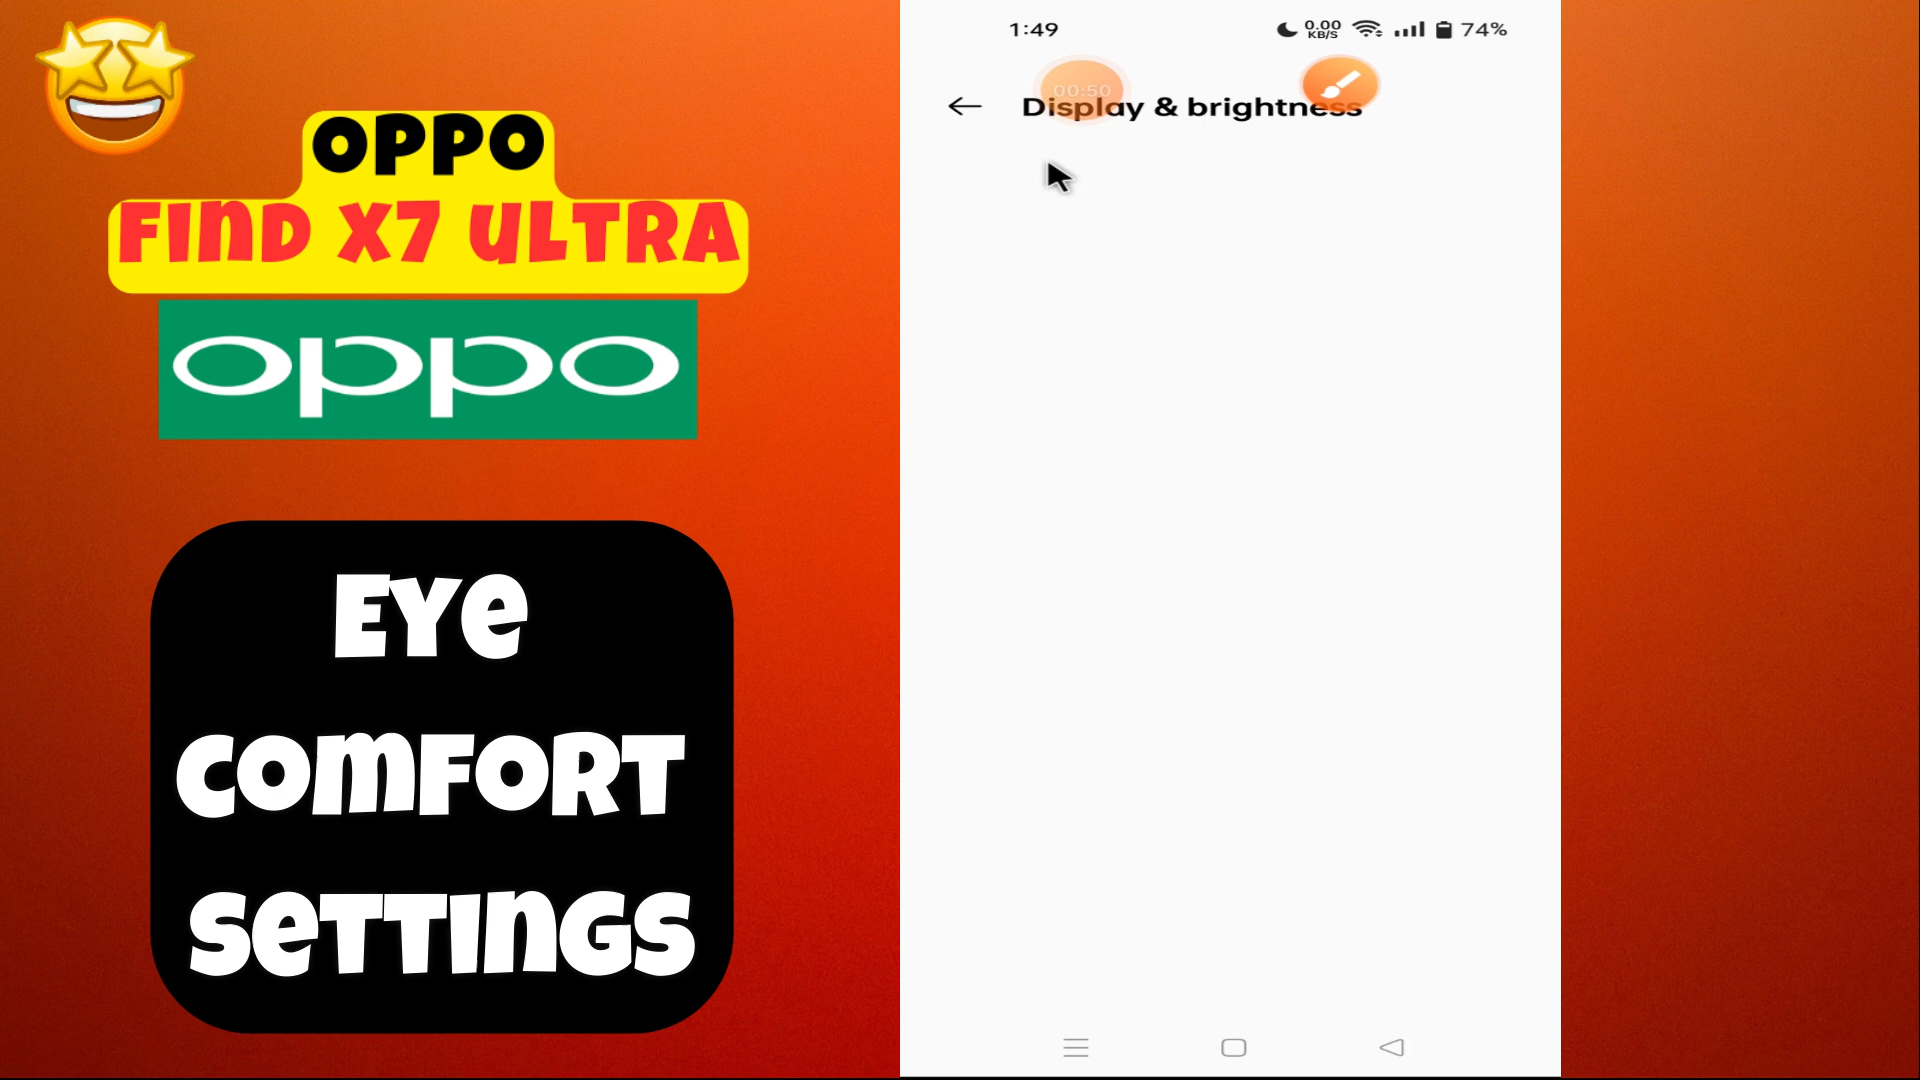 OPPO
FIND X7 ULTRA
oppo
EYE
COMFORT
SETTINGS
1:49
0.00
KB/S
74%
00:50
Display & brightness